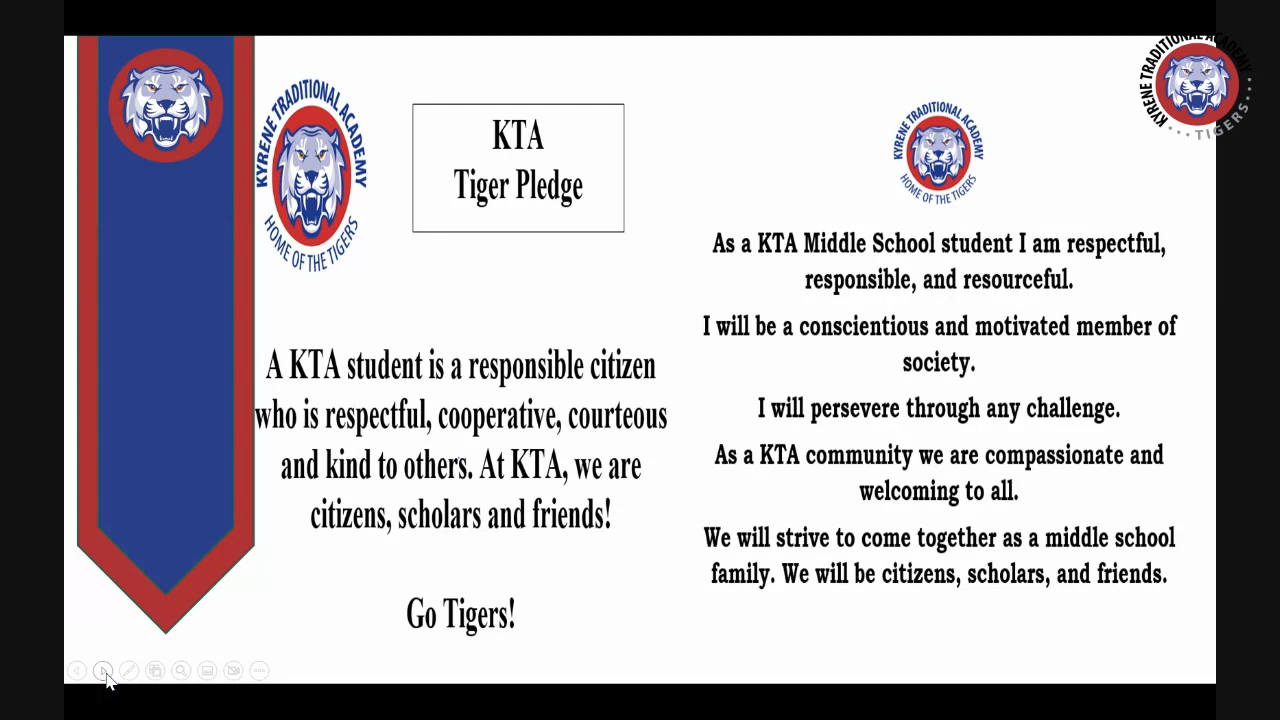 KYRENE TRADITIONAL ACADEMY
HOME OF THE TIGERS
KTA
Tiger Pledge
A KTA student is a responsible citizen
who is respectful, cooperative, courteous
and kind to others. At KTA, we are
citizens, scholars and friends!
Go Tigers!
KYRENE TRADITIONAL ACADEMY
HOME OF THE TIGERS
As a KTA Middle School student I am respectful,
responsible, and resourceful.
I will be a conscientious and motivated member of
society.
I will persevere through any challenge.
As a KTA community we are compassionate and
welcoming to all.
We will strive to come together as a middle school
family. We will be citizens, scholars, and friends.
KYRENE TRADITIONAL ACADEMY
...TIGERS...